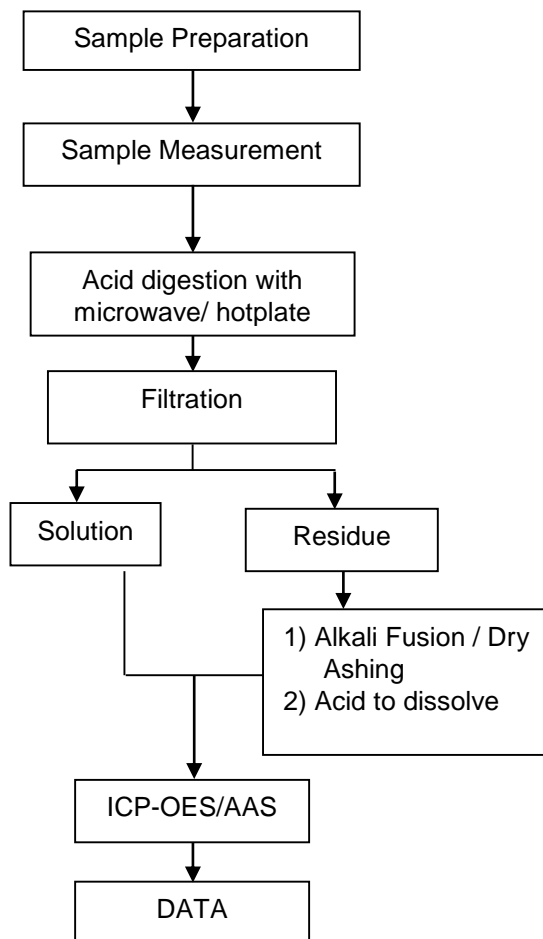 Sample Preparation
Sample Measurement
Acid digestion with
microwave/ hotplate
Filtration
Solution
Residue
1) Alkali Fusion / Dry
Ashing
2) Acid to dissolve
ICP-OES/AAS
DATA